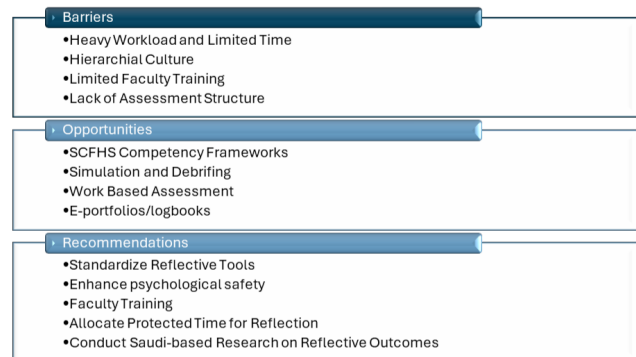 Barriers
•Heavy Workload and Limited Time
•Hierarchial Culture
•Limited Faculty Training
•Lack of Assessment Structure
Opportunities
•SCFHS Competency Frameworks
•Simulation and Debrifing
•Work Based Assessment
•E-portfolios/logbooks
Recommendations
•Standardize Reflective Tools
•Enhance psychological safety
•Faculty Training
•Allocate Protected Time for Reflection
•Conduct Saudi-based Research on Reflective Outcomes